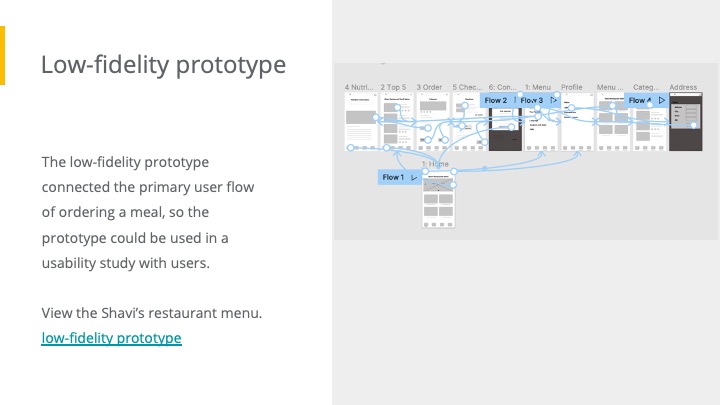 Low-fidelity prototype
The low-fidelity prototype
connected the primary user flow
of ordering a meal, so the
prototype could be used in a
usability study with users.
View the Shavi's restaurant menu.
low-fidelity prototype
4 Nutri... 2 Top 5 3 Order 5 Chec... 6: Con... 1: Menu Profile Menu ... Categ... Address
Flow 2 Flow 3 Flow 4
1: Home
Flow 1